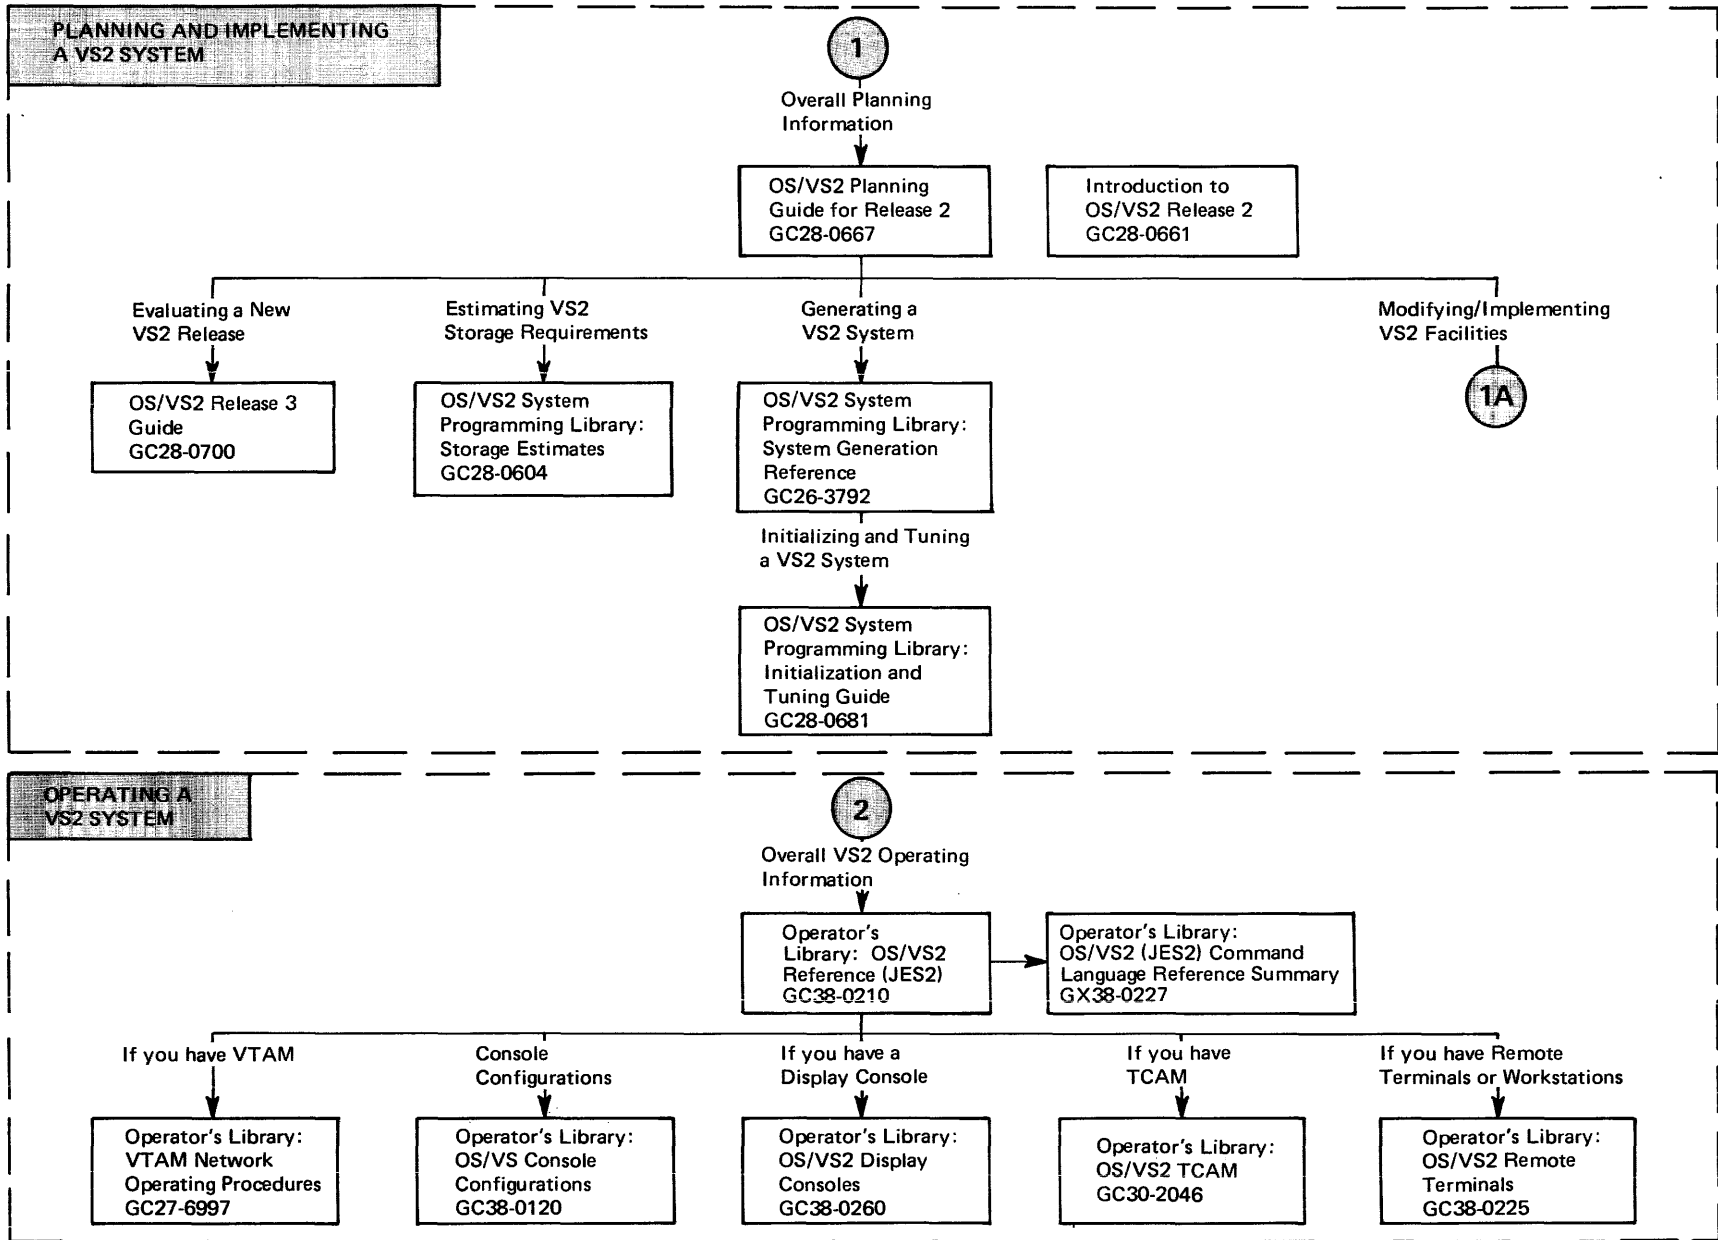 PLANNING AND IMPLEMENTING
A VS2 SYSTEM
1
Overall Planning
Information
OS/VS2 Planning
Guide for Release 2
GC28-0667
Introduction to
OS/VS2 Release 2
GC28-0661
Evaluating a New
VS2 Release
Estimating VS2
Storage Requirements
Generating a
VS2 System
Modifying/Implementing
VS2 Facilities
OS/VS2 Release 3
Guide
GC28-0700
OS/VS2 System
Programming Library:
Storage Estimates
GC28-0604
OS/VS2 System
Programming Library:
System Generation
Reference
GC26-3792
1A
Initializing and Tuning
a VS2 System
OS/VS2 System
Programming Library:
Initialization and
Tuning Guide
GC28-0681
OPERATING A
VS2 SYSTEM
2
Overall VS2 Operating
Information
Operator's
Library: OS/VS2
Reference (JES2)
GC38-0210
Operator's Library:
OS/VS2 (JES2) Command
Language Reference Summary
GX38-0227
If you have VTAM
Console
Configurations
If you have a
Display Console
If you have
TCAM
If you have Remote
Terminals or Workstations
Operator's Library:
VTAM Network
Operating Procedures
GC27-6997
Operator's Library:
OS/VS Console
Configurations
GC38-0120
Operator's Library:
OS/VS2 Display
Consoles
GC38-0260
Operator's Library:
OS/VS2 TCAM
GC30-2046
Operator's Library:
OS/VS2 Remote
Terminals
GC38-0225